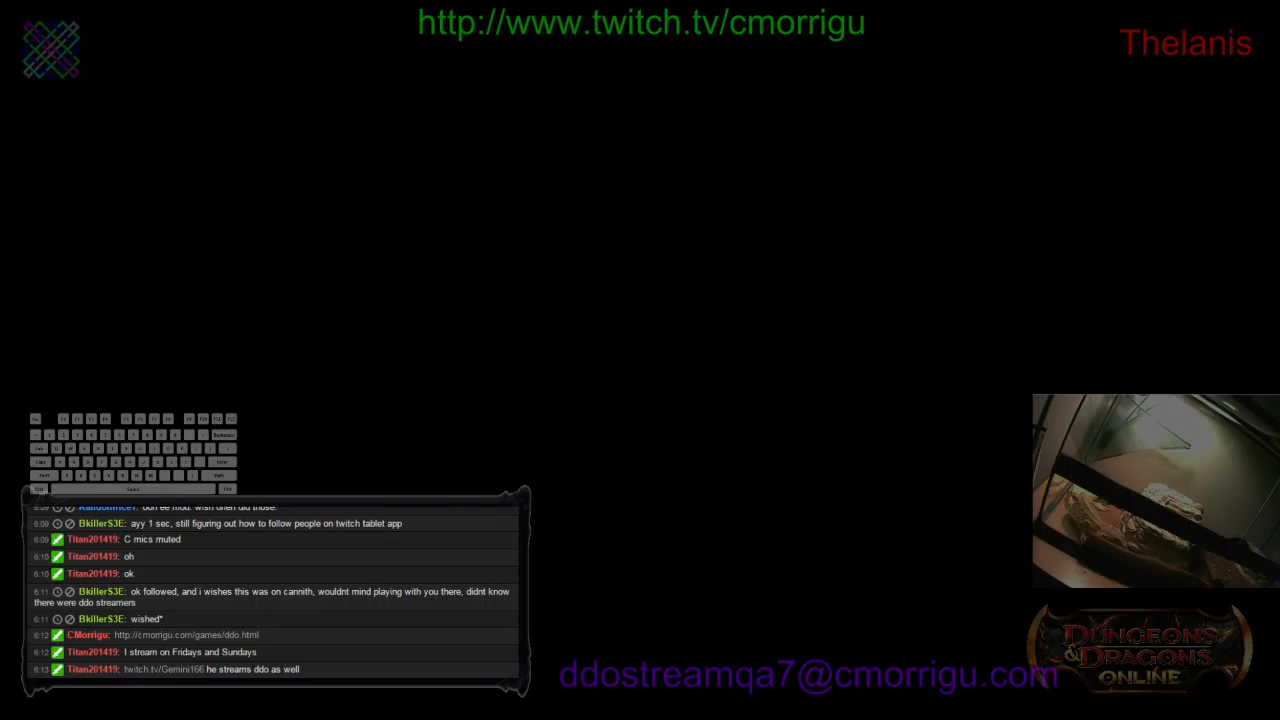 http://www.twitch.tv/cmorrigu
Thelanis
6:09 BkillerS3E: ayy 1 sec, still figuring out how to follow people on twitch tablet app
6:09 Titan201419: C mics muted
6:10 Titan201419: oh
6:10 Titan201419: ok
6:11 BkillerS3E: ok followed, and i wishes this was on cannith, wouldnt mind playing with you there, didnt know
there were ddo streamers
6:11 BkillerS3E: wished*
6:12 CMorrigu: http://cmorrigu.com/games/ddo.html
6:12 Titan201419: I stream on Fridays and Sundays
6:13 Titan201419: twitch.tv/Gemini166 he streams ddo as well
ddostreamqa7@cmorrigu.com
DUNGEONS
& DRAGONS
ONLINE